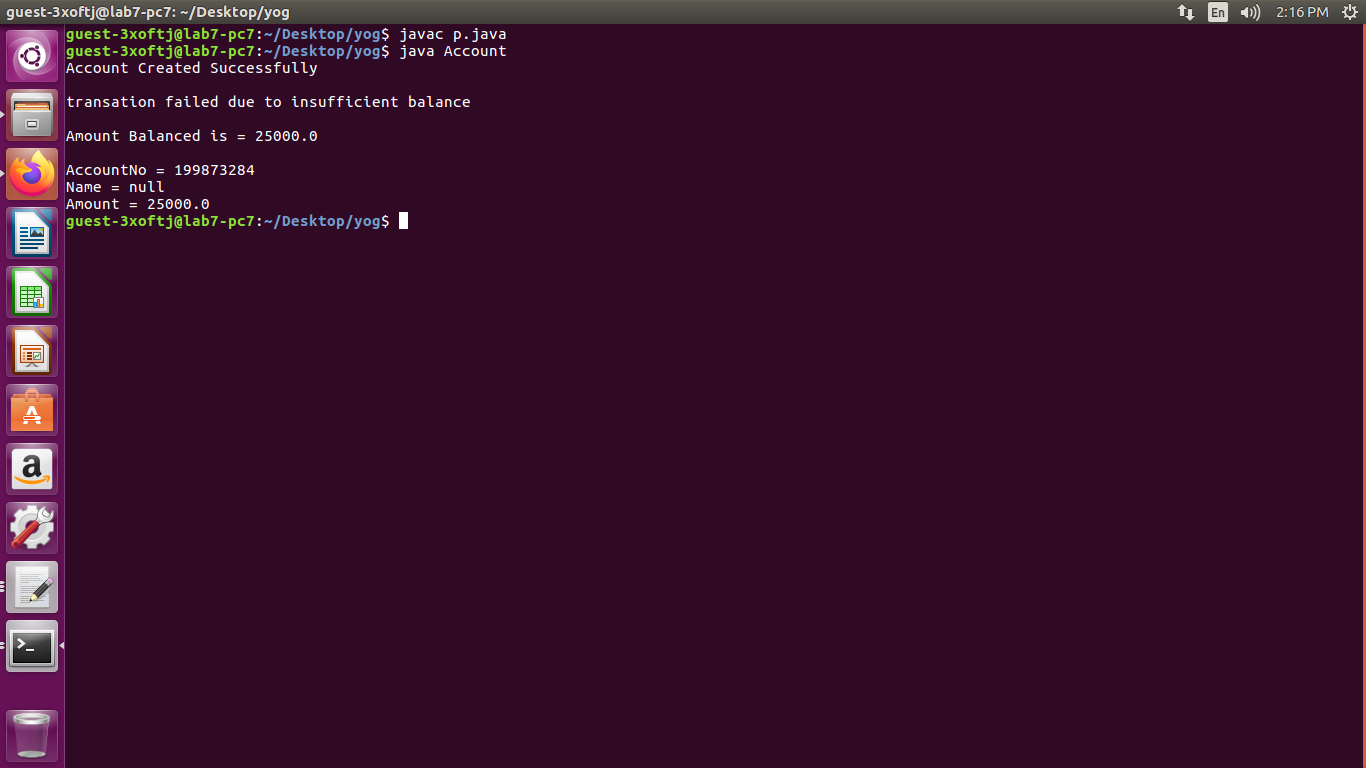 guest-3xoftj@lab7-pc7: ~/Desktop/yog
En
2:16 PM
guest-3xoftj@lab7-pc7:~/Desktop/yog$ javac p.java
guest-3xoftj@lab7-pc7:~/Desktop/yog$ java Account
Account Created Successfully
transation failed due to insufficient balance
Amount Balanced is = 25000.0
AccountNo = 199873284
Name = null
Amount = 25000.0
guest-3xoftj@lab7-pc7:~/Desktop/yog$